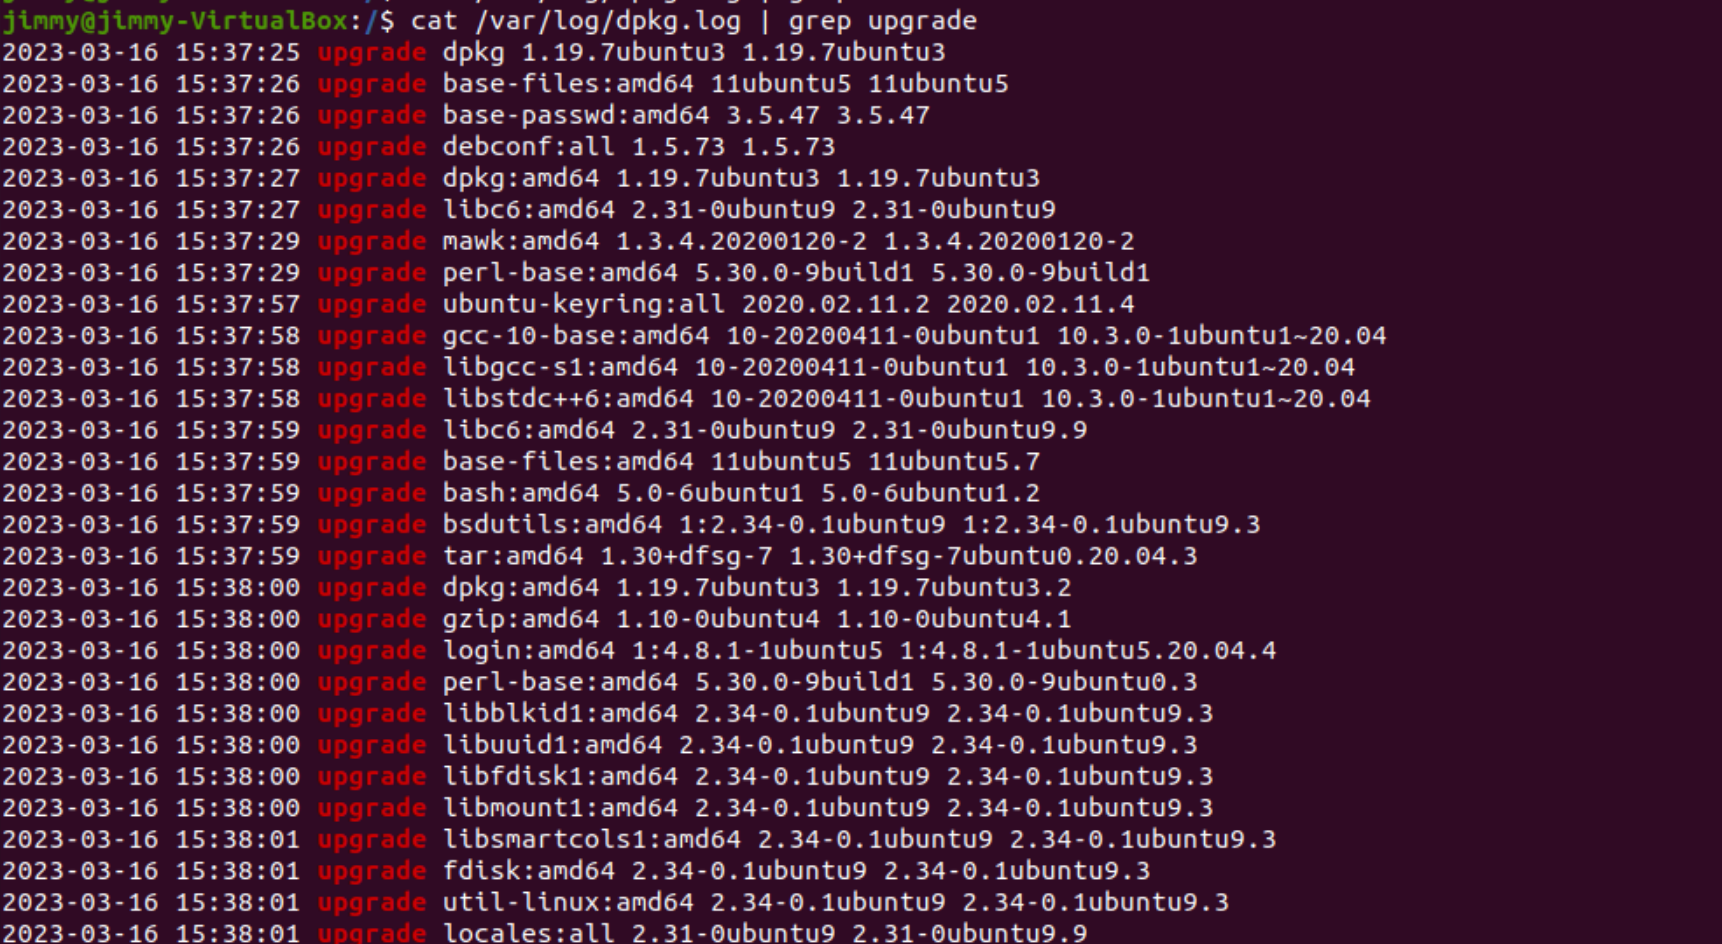 jimmy@jimmy-VirtualBox:/$ cat /var/log/dpkg.log | grep upgrade
2023-03-16 15:37:25 upgrade dpkg 1.19.7ubuntu3 1.19.7ubuntu3
2023-03-16 15:37:26 upgrade base-files:amd64 11ubuntu5 11ubuntu5
2023-03-16 15:37:26 upgrade base-passwd:amd64 3.5.47 3.5.47
2023-03-16 15:37:26 upgrade debconf:all 1.5.73 1.5.73
2023-03-16 15:37:27 upgrade dpkg:amd64 1.19.7ubuntu3 1.19.7ubuntu3
2023-03-16 15:37:27 upgrade libc6:amd64 2.31-0ubuntu9 2.31-0ubuntu9
2023-03-16 15:37:29 upgrade mawk:amd64 1.3.4.20200120-2 1.3.4.20200120-2
2023-03-16 15:37:29 upgrade perl-base:amd64 5.30.0-9build1 5.30.0-9build1
2023-03-16 15:37:57 upgrade ubuntu-keyring:all 2020.02.11.2 2020.02.11.4
2023-03-16 15:37:58 upgrade gcc-10-base:amd64 10-20200411-0ubuntu1 10.3.0-1ubuntu1~20.04
2023-03-16 15:37:58 upgrade libgcc-s1:amd64 10-20200411-0ubuntu1 10.3.0-1ubuntu1~20.04
2023-03-16 15:37:58 upgrade libstdc++6:amd64 10-20200411-0ubuntu1 10.3.0-1ubuntu1~20.04
2023-03-16 15:37:59 upgrade libc6:amd64 2.31-0ubuntu9 2.31-0ubuntu9.9
2023-03-16 15:37:59 upgrade base-files:amd64 11ubuntu5 11ubuntu5.7
2023-03-16 15:37:59 upgrade bash:amd64 5.0-6ubuntu1 5.0-6ubuntu1.2
2023-03-16 15:37:59 upgrade bsdutils:amd64 1:2.34-0.1ubuntu9 1:2.34-0.1ubuntu9.3
2023-03-16 15:37:59 upgrade tar:amd64 1.30+dfsg-7 1.30+dfsg-7ubuntu0.20.04.3
2023-03-16 15:38:00 upgrade dpkg:amd64 1.19.7ubuntu3 1.19.7ubuntu3.2
2023-03-16 15:38:00 upgrade gzip:amd64 1.10-0ubuntu4 1.10-0ubuntu4.1
2023-03-16 15:38:00 upgrade login:amd64 1:4.8.1-1ubuntu5 1:4.8.1-1ubuntu5.20.04.4
2023-03-16 15:38:00 upgrade perl-base:amd64 5.30.0-9build1 5.30.0-9ubuntu0.3
2023-03-16 15:38:00 upgrade libblkid1:amd64 2.34-0.1ubuntu9 2.34-0.1ubuntu9.3
2023-03-16 15:38:00 upgrade libuuid1:amd64 2.34-0.1ubuntu9 2.34-0.1ubuntu9.3
2023-03-16 15:38:00 upgrade libfdisk1:amd64 2.34-0.1ubuntu9 2.34-0.1ubuntu9.3
2023-03-16 15:38:00 upgrade libmount1:amd64 2.34-0.1ubuntu9 2.34-0.1ubuntu9.3
2023-03-16 15:38:01 upgrade libsmartcols1:amd64 2.34-0.1ubuntu9 2.34-0.1ubuntu9.3
2023-03-16 15:38:01 upgrade fdisk:amd64 2.34-0.1ubuntu9 2.34-0.1ubuntu9.3
2023-03-16 15:38:01 upgrade util-linux:amd64 2.34-0.1ubuntu9 2.34-0.1ubuntu9.3
2023-03-16 15:38:01 upgrade locales:all 2.31-0ubuntu9 2.31-0ubuntu9.9